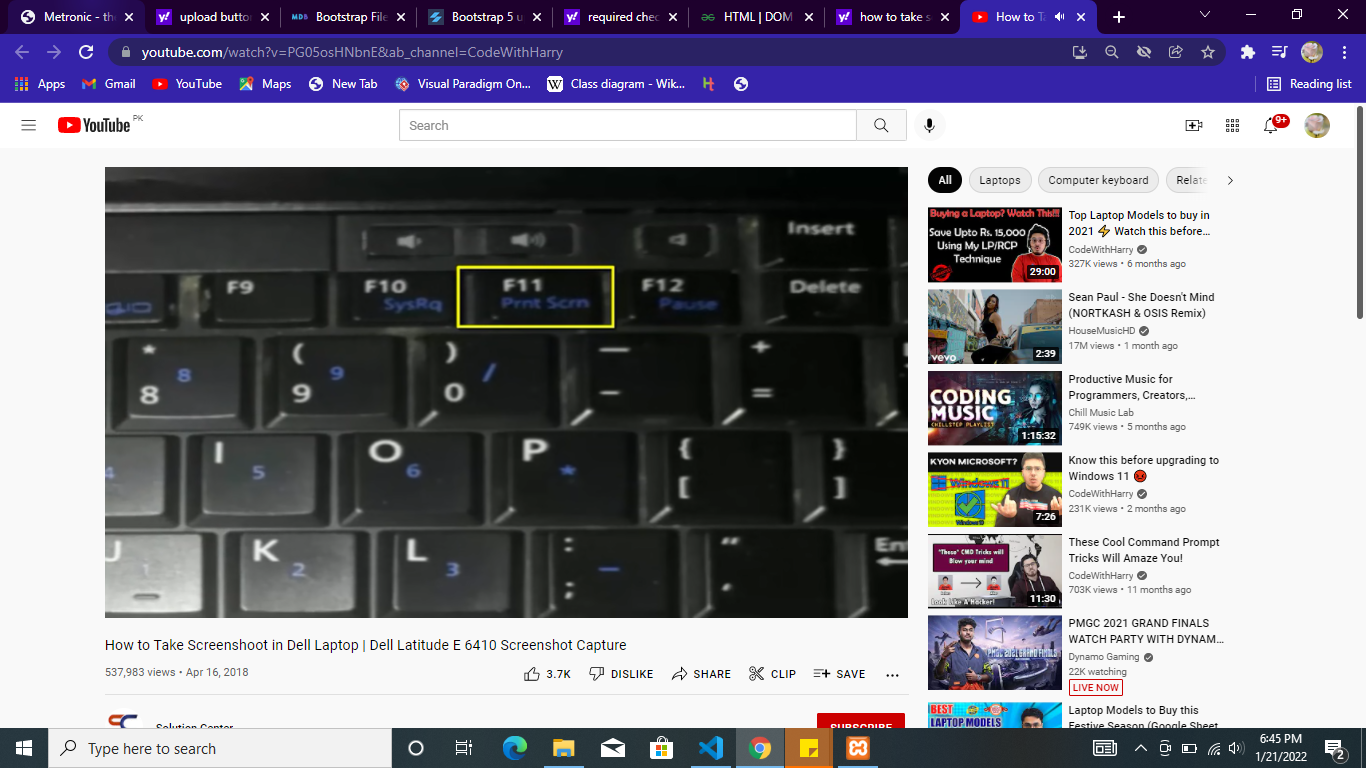 Metronic - the
upload button
Bootstrap File
Bootstrap 5 u
required chec
HTML | DOM
how to take s
How to Ta
youtube.com/watch?v=PG05osHNbnE&ab_channel=CodeWithHarry
Apps
Gmail
YouTube
Maps
New Tab
Visual Paradigm On...
Class diagram - Wik...
Reading list
YouTube PK
Search
9+
Insert
F9
F10
SysRq
F11
Prnt Scrn
F12
Pause
Delete
* 8 8
( 9 9
) 0 /
— -
+ =
I 5
O 6
P *
{ [
} ]
U 1
K 2
L 3
: ; –
“ ‘
How to Take Screenshoot in Dell Laptop | Dell Latitude E 6410 Screenshot Capture
537,983 views • Apr 16, 2018
3.7K
DISLIKE
SHARE
CLIP
SAVE
Solution Center
SUBSCRIBE
All
Laptops
Computer keyboard
Relate
Buying a Laptop? Watch This!!!
Save Upto Rs. 15,000
Using My LP/RCP
Technique
29:00
Top Laptop Models to buy in
2021 ⚡ Watch this before...
CodeWithHarry
327K views • 6 months ago
vevo
2:39
Sean Paul - She Doesn't Mind
(NORTKASH & OSIS Remix)
HouseMusicHD
17M views • 1 month ago
CODING
MUSIC
CHILLSTEP PLAYLIST
1:15:32
Productive Music for
Programmers, Creators,...
Chill Music Lab
749K views • 5 months ago
KYON MICROSOFT?
Windows 11
Windows 10
7:26
Know this before upgrading to
Windows 11 😡
CodeWithHarry
231K views • 2 months ago
"These" CMD Tricks will
Blow your mind
Look Like A Hacker!
11:30
These Cool Command Prompt
Tricks Will Amaze You!
CodeWithHarry
703K views • 11 months ago
PMGC 2021 GRAND FINALS
PMGC 2021 GRAND FINALS
WATCH PARTY WITH DYNAM...
Dynamo Gaming
22K watching
LIVE NOW
BEST
LAPTOP MODELS
Laptop Models to Buy this
Festive Season (Google Sheet
Type here to search
6:45 PM
1/21/2022
2